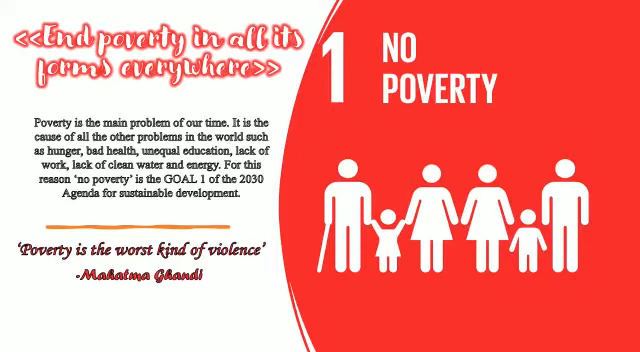 <<End poverty in all its
forms everywhere>>
Poverty is the main problem of our time. It is the
cause of all the other problems in the world such
as hunger, bad health, unequal education, lack of
work, lack of clean water and energy. For this
reason ‘no poverty’ is the GOAL 1 of the 2030
Agenda for sustainable development.
‘Poverty is the worst kind of violence’
-Mahatma Ghandi
1 NO
POVERTY